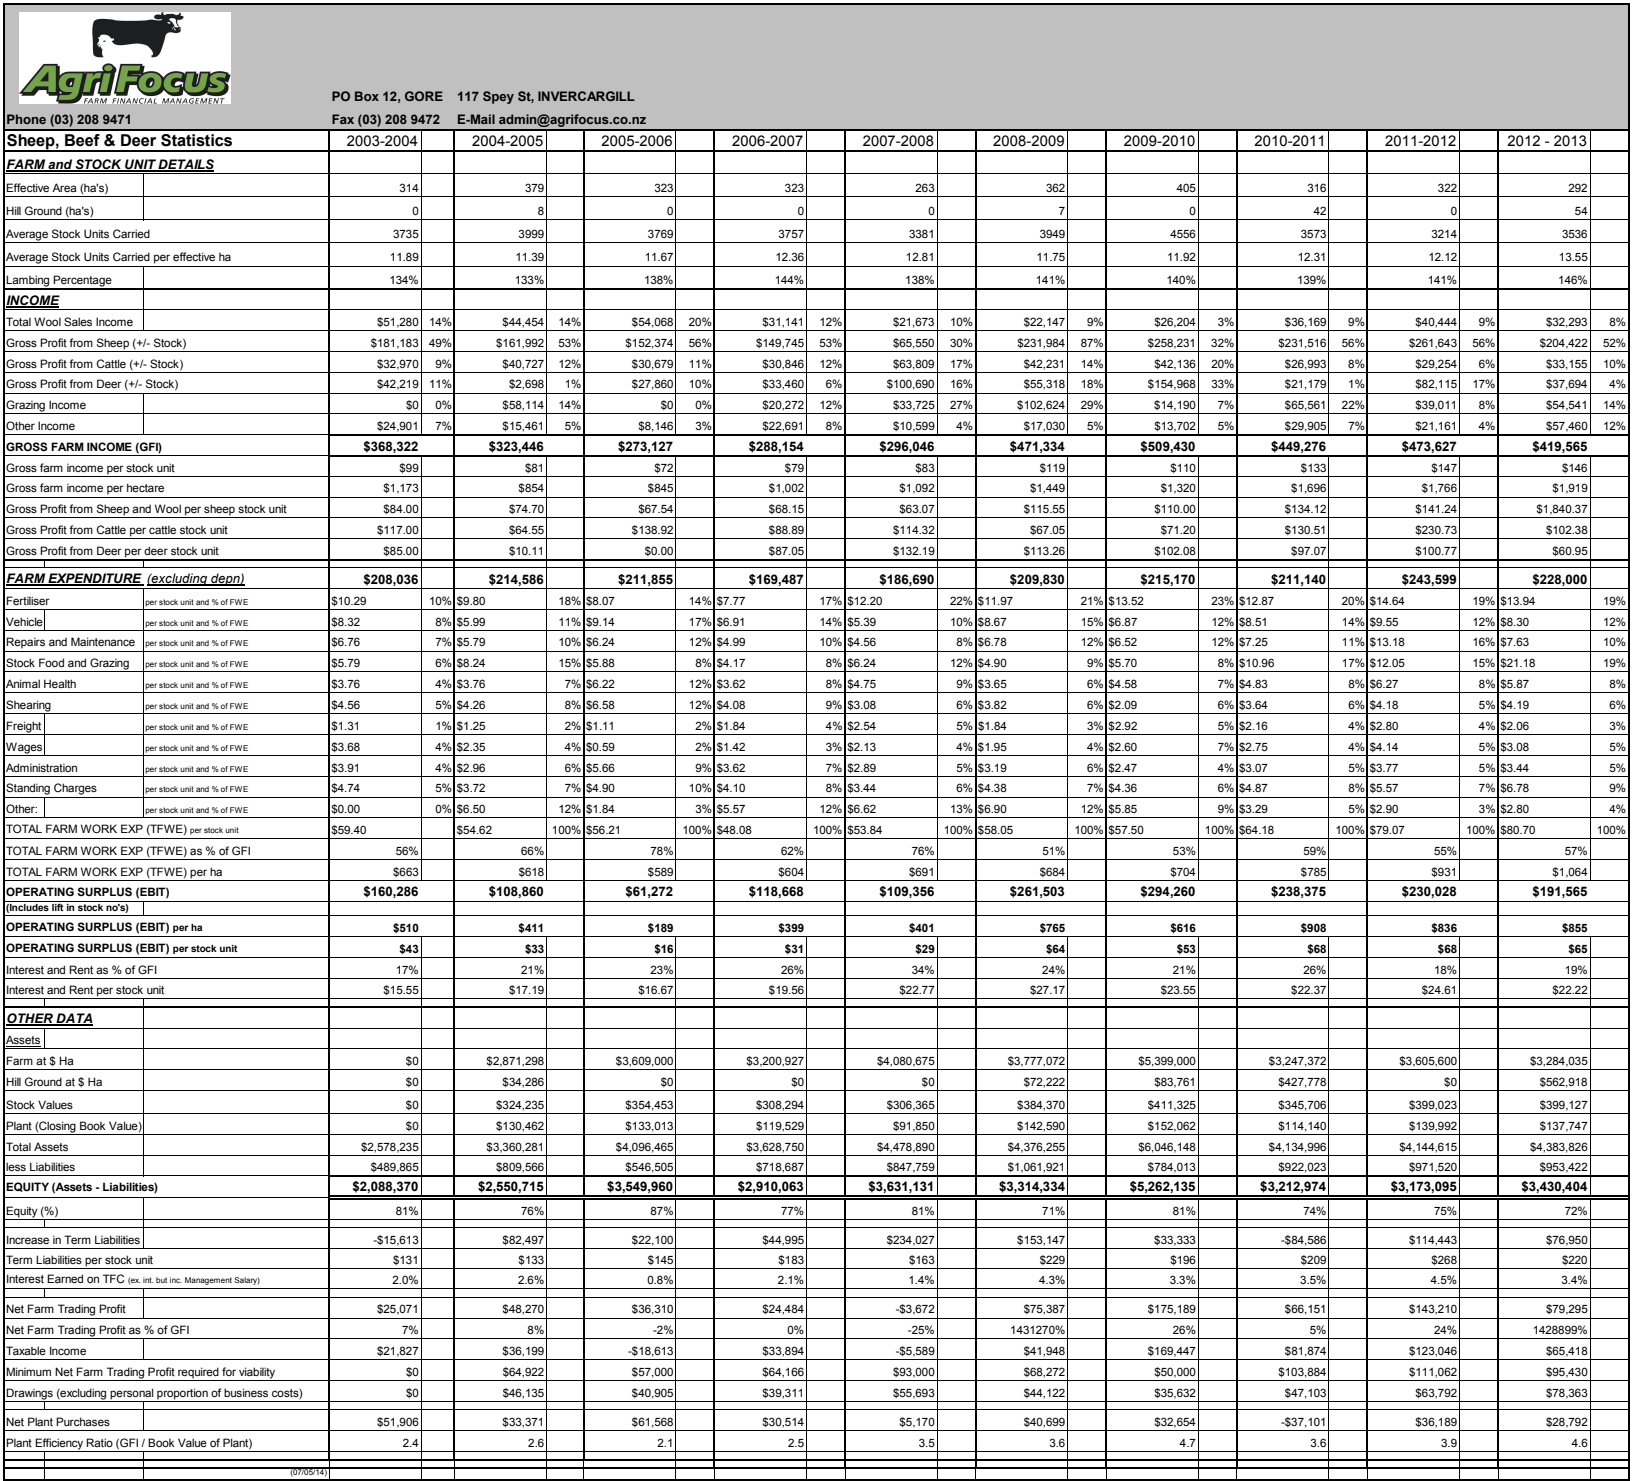 AgriFocus
FARM FINANCIAL MANAGEMENT
PO Box 12, GORE 117 Spey St, INVERCARGILL
Phone (03) 208 9471 Fax (03) 208 9472 E-Mail admin@agrifocus.co.nz
Sheep, Beef & Deer Statistics 2003-2004 2004-2005 2005-2006 2006-2007 2007-2008 2008-2009 2009-2010 2010-2011 2011-2012 2012 - 2013
FARM and STOCK UNIT DETAILS
Effective Area (ha's) 314 379 323 323 263 362 405 316 322 292
Hill Ground (ha's) 0 8 0 0 0 7 0 42 0 54
Average Stock Units Carried 3735 3999 3769 3757 3381 3949 4556 3573 3214 3536
Average Stock Units Carried per effective ha 11.89 11.39 11.67 12.36 12.81 11.75 11.92 12.31 12.12 13.55
Lambing Percentage 134% 133% 138% 144% 138% 141% 140% 139% 141% 146%
INCOME
Total Wool Sales Income $51,280 14% $44,454 14% $54,068 20% $31,141 12% $21,673 10% $22,147 9% $26,204 3% $36,169 9% $40,444 9% $32,293 8%
Gross Profit from Sheep (+/- Stock) $181,183 49% $161,992 53% $152,374 56% $149,745 53% $65,550 30% $231,984 87% $258,231 32% $231,516 56% $261,643 56% $204,422 52%
Gross Profit from Cattle (+/- Stock) $32,970 9% $40,727 12% $30,679 11% $30,846 12% $63,809 17% $42,231 14% $42,136 20% $26,993 8% $29,254 6% $33,155 10%
Gross Profit from Deer (+/- Stock) $42,219 11% $2,698 1% $27,860 10% $33,460 6% $100,690 16% $55,318 18% $154,968 33% $21,179 1% $82,115 17% $37,694 4%
Grazing Income $0 0% $58,114 14% $0 0% $20,272 12% $33,725 27% $102,624 29% $14,190 7% $65,561 22% $39,011 8% $54,541 14%
Other Income $24,901 7% $15,461 5% $8,146 3% $22,691 8% $10,599 4% $17,030 5% $13,702 5% $29,905 7% $21,161 4% $57,460 12%
GROSS FARM INCOME (GFI) $368,322 $323,446 $273,127 $288,154 $296,046 $471,334 $509,430 $449,276 $473,627 $419,565
Gross farm income per stock unit $99 $81 $72 $79 $83 $119 $110 $133 $147 $146
Gross farm income per hectare $1,173 $854 $845 $1,002 $1,092 $1,449 $1,320 $1,696 $1,766 $1,919
Gross Profit from Sheep and Wool per sheep stock unit $84.00 $74.70 $67.54 $68.15 $63.07 $115.55 $110.00 $134.12 $141.24 $1,840.37
Gross Profit from Cattle per cattle stock unit $117.00 $64.55 $138.92 $88.89 $114.32 $67.05 $71.20 $130.51 $230.73 $102.38
Gross Profit from Deer per deer stock unit $85.00 $10.11 $0.00 $87.05 $132.19 $113.26 $102.08 $97.07 $100.77 $60.95
FARM EXPENDITURE (excluding depn) $208,036 $214,586 $211,855 $169,487 $186,690 $209,830 $215,170 $211,140 $243,599 $228,000
Fertiliser per stock unit and % of FWE $10.29 10% $9.80 18% $8.07 14% $7.77 17% $12.20 22% $11.97 21% $13.52 23% $12.87 20% $14.64 19% $13.94 19%
Vehicle per stock unit and % of FWE $8.32 8% $5.99 11% $9.14 17% $6.91 14% $5.39 10% $8.67 15% $6.87 12% $8.51 14% $9.55 12% $8.30 12%
Repairs and Maintenance per stock unit and % of FWE $6.76 7% $5.79 10% $6.24 12% $4.99 10% $4.56 8% $6.78 12% $6.52 12% $7.25 11% $13.18 16% $7.63 10%
Stock Food and Grazing per stock unit and % of FWE $5.79 6% $8.24 15% $5.88 8% $4.17 8% $6.24 12% $4.90 9% $5.70 8% $10.96 17% $12.05 15% $21.18 19%
Animal Health per stock unit and % of FWE $3.76 4% $3.76 7% $6.22 12% $3.62 8% $4.75 9% $3.65 6% $4.58 7% $4.83 8% $6.27 8% $5.87 8%
Shearing per stock unit and % of FWE $4.56 5% $4.26 8% $6.58 12% $4.08 9% $3.08 6% $3.82 6% $2.09 6% $3.64 6% $4.18 5% $4.19 6%
Freight per stock unit and % of FWE $1.31 1% $1.25 2% $1.11 2% $1.84 4% $2.54 5% $1.84 3% $2.92 5% $2.16 4% $2.80 4% $2.06 3%
Wages per stock unit and % of FWE $3.68 4% $2.35 4% $0.59 2% $1.42 3% $2.13 4% $1.95 4% $2.60 7% $2.75 4% $4.14 5% $3.08 5%
Administration per stock unit and % of FWE $3.91 4% $2.96 6% $5.66 9% $3.62 7% $2.89 5% $3.19 6% $2.47 4% $3.07 5% $3.77 5% $3.44 5%
Standing Charges per stock unit and % of FWE $4.74 5% $3.72 7% $4.90 10% $4.10 8% $3.44 6% $4.38 7% $4.36 6% $4.87 8% $5.57 7% $6.78 9%
Other: per stock unit and % of FWE $0.00 0% $6.50 12% $1.84 3% $5.57 12% $6.62 13% $6.90 12% $5.85 9% $3.29 5% $2.90 3% $2.80 4%
TOTAL FARM WORK EXP (TFWE) per stock unit $59.40 $54.62 100% $56.21 100% $48.08 100% $53.84 100% $58.05 100% $57.50 100% $64.18 100% $79.07 100% $80.70 100%
TOTAL FARM WORK EXP (TFWE) as % of GFI 56% 66% 78% 62% 76% 51% 53% 59% 55% 57%
TOTAL FARM WORK EXP (TFWE) per ha $663 $618 $589 $604 $691 $684 $704 $785 $931 $1,064
OPERATING SURPLUS (EBIT) $160,286 $108,860 $61,272 $118,668 $109,356 $261,503 $294,260 $238,375 $230,028 $191,565
(Includes lift in stock no's)
OPERATING SURPLUS (EBIT) per ha $510 $411 $189 $399 $401 $765 $616 $908 $836 $855
OPERATING SURPLUS (EBIT) per stock unit $43 $33 $16 $31 $29 $64 $53 $68 $68 $65
Interest and Rent as % of GFI 17% 21% 23% 26% 34% 24% 21% 26% 18% 19%
Interest and Rent per stock unit $15.55 $17.19 $16.67 $19.56 $22.77 $27.17 $23.55 $22.37 $24.61 $22.22
OTHER DATA
Assets
Farm at $ Ha $0 $2,871,298 $3,609,000 $3,200,927 $4,080,675 $3,777,072 $5,399,000 $3,247,372 $3,605,600 $3,284,035
Hill Ground at $ Ha $0 $34,286 $0 $0 $0 $72,222 $83,761 $427,778 $0 $562,918
Stock Values $0 $324,235 $354,453 $308,294 $306,365 $384,370 $411,325 $345,706 $399,023 $399,127
Plant (Closing Book Value) $0 $130,462 $133,013 $119,529 $91,850 $142,590 $152,062 $114,140 $139,992 $137,747
Total Assets $2,578,235 $3,360,281 $4,096,465 $3,628,750 $4,478,890 $4,376,255 $6,046,148 $4,134,996 $4,144,615 $4,383,826
less Liabilities $489,865 $809,566 $546,505 $718,687 $847,759 $1,061,921 $784,013 $922,023 $971,520 $953,422
EQUITY (Assets - Liabilities) $2,088,370 $2,550,715 $3,549,960 $2,910,063 $3,631,131 $3,314,334 $5,262,135 $3,212,974 $3,173,095 $3,430,404
Equity (%) 81% 76% 87% 77% 81% 71% 81% 74% 75% 72%
Increase in Term Liabilities -$15,613 $82,497 $22,100 $44,995 $234,027 $153,147 $33,333 -$84,586 $114,443 $76,950
Term Liabilities per stock unit $131 $133 $145 $183 $163 $229 $196 $209 $268 $220
Interest Earned on TFC (ex. int. but inc. Management Salary) 2.0% 2.6% 0.8% 2.1% 1.4% 4.3% 3.3% 3.5% 4.5% 3.4%
Net Farm Trading Profit $25,071 $48,270 $36,310 $24,484 -$3,672 $75,387 $175,189 $66,151 $143,210 $79,295
Net Farm Trading Profit as % of GFI 7% 8% -2% 0% -25% 1431270% 26% 5% 24% 1428899%
Taxable Income $21,827 $36,199 -$18,613 $33,894 -$5,589 $41,948 $169,447 $81,874 $123,046 $65,418
Minimum Net Farm Trading Profit required for viability $0 $64,922 $57,000 $64,166 $93,000 $68,272 $50,000 $103,884 $111,062 $95,430
Drawings (excluding personal proportion of business costs) $0 $46,135 $40,905 $39,311 $55,693 $44,122 $35,632 $47,103 $63,792 $78,363
Net Plant Purchases $51,906 $33,371 $61,568 $30,514 $5,170 $40,699 $32,654 -$37,101 $36,189 $28,792
Plant Efficiency Ratio (GFI / Book Value of Plant) 2.4 2.6 2.1 2.5 3.5 3.6 4.7 3.6 3.9 4.6
(07/05/14)